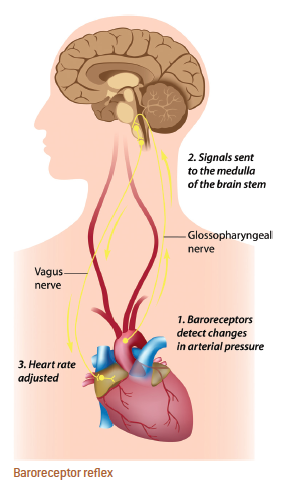 2. Signals sent
to the medulla
of the brain stem
Glossopharyngeal
nerve
Vagus
nerve
1. Baroreceptors
detect changes
in arterial pressure
3. Heart rate
adjusted
Baroreceptor reflex